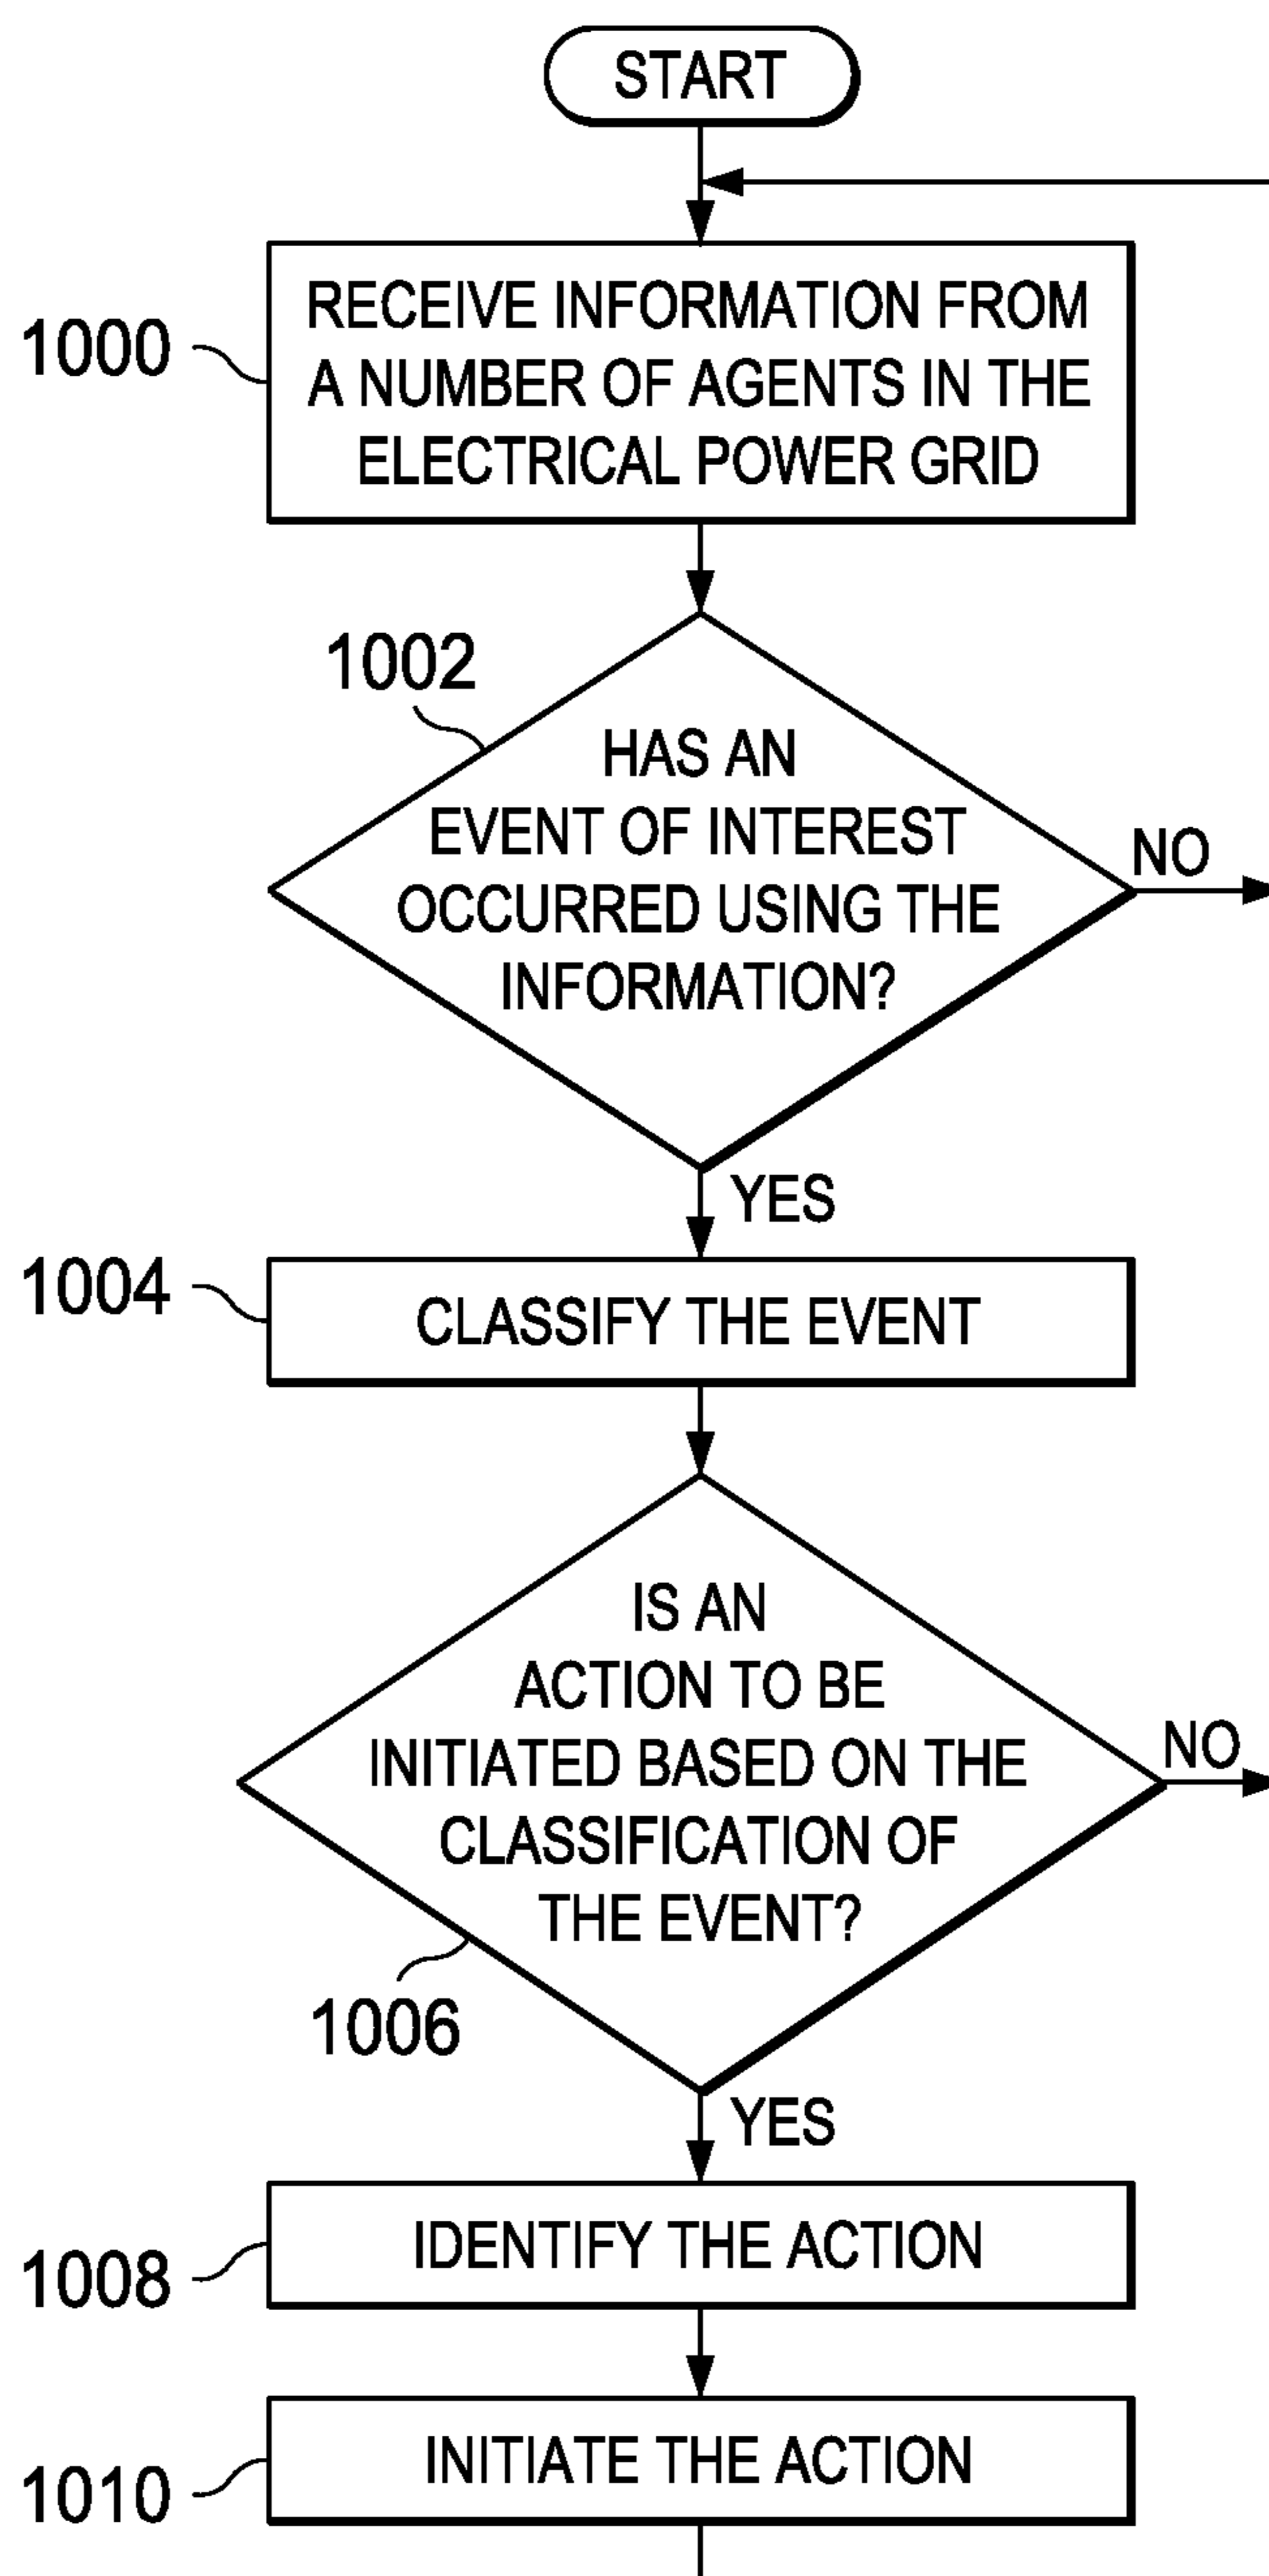 START
1000
RECEIVE INFORMATION FROM
A NUMBER OF AGENTS IN THE
ELECTRICAL POWER GRID
1002
HAS AN
EVENT OF INTEREST
OCCURRED USING THE
INFORMATION?
NO
YES
1004
CLASSIFY THE EVENT
IS AN
ACTION TO BE
INITIATED BASED ON THE
CLASSIFICATION OF
THE EVENT?
NO
1006
YES
IDENTIFY THE ACTION
1008
INITIATE THE ACTION
1010